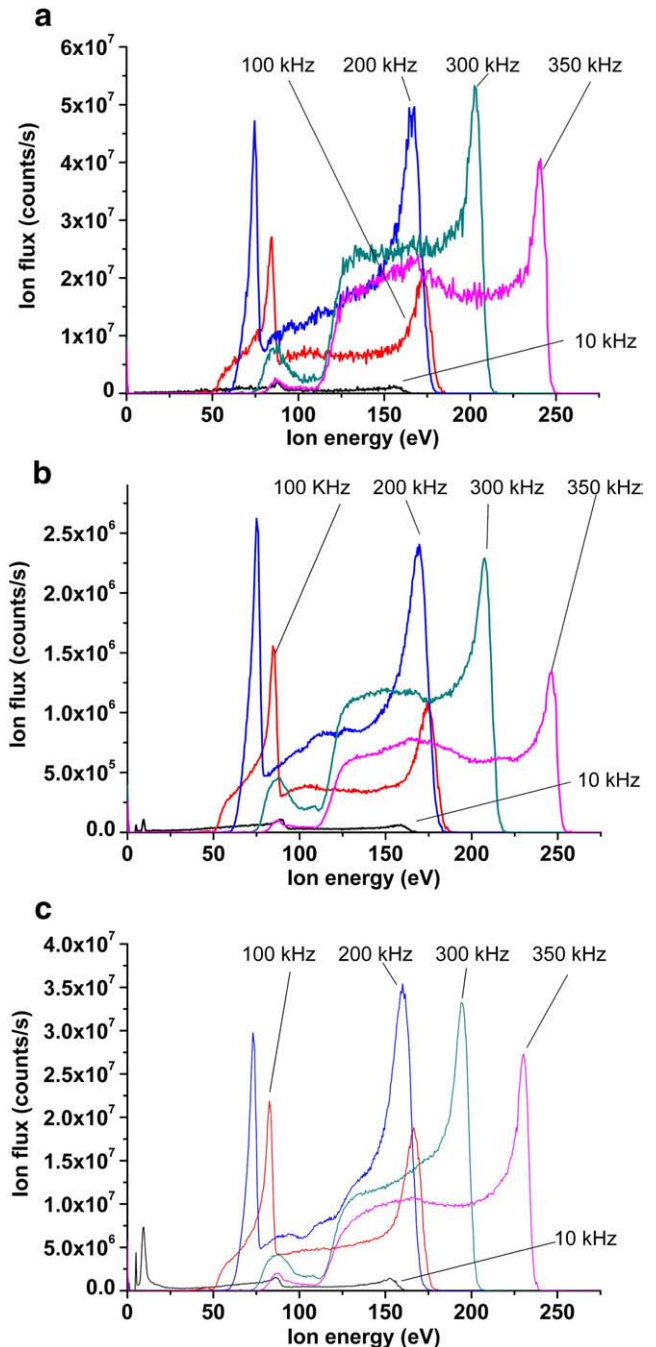 a
6x10⁷
5x10⁷
4x10⁷
3x10⁷
2x10⁷
1x10⁷
0
Ion flux (counts/s)
100 kHz
200 kHz
300 kHz
350 kHz
10 kHz
0 50 100 150 200 250
Ion energy (eV)
b
2.5x10⁶
2.0x10⁶
1.5x10⁶
1.0x10⁶
5.0x10⁵
0.0
Ion flux (counts/s)
100 KHz
200 kHz
300 kHz
350 kHz
10 kHz
0 50 100 150 200 250
Ion energy (eV)
c
4.0x10⁷
3.5x10⁷
3.0x10⁷
2.5x10⁷
2.0x10⁷
1.5x10⁷
1.0x10⁷
5.0x10⁶
0.0
Ion flux (counts/s)
100 kHz
200 kHz
300 kHz
350 kHz
10 kHz
0 50 100 150 200 250
Ion energy (eV)